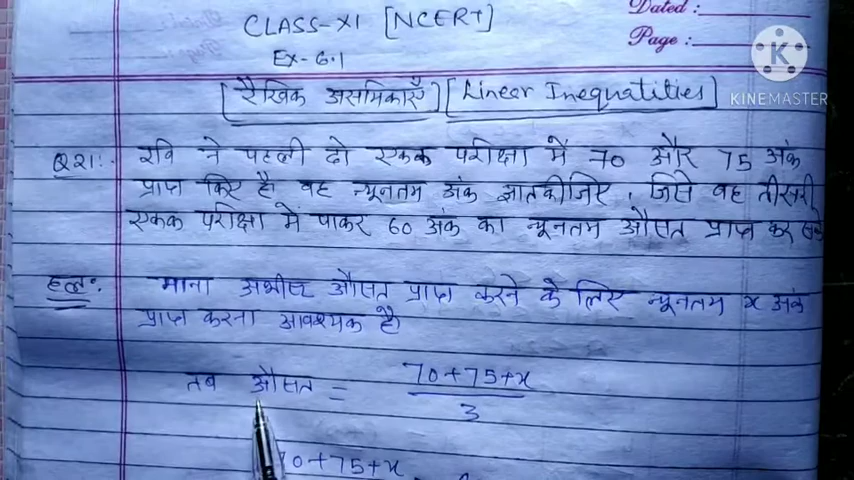 Dated :
Page :
CLASS-XI [NCERT]
EX-6.1
[रैखिक असमिकाएँ] [Linear Inequatities]
K
KINEMASTER
Q21:- रवि ने पहली दो एकक परीक्षा में 70 और 75 अंक
प्राप्त किए है। वह न्यूनतम अंक ज्ञात कीजिए, जिसे वह तीसरी
एकक परीक्षा में पाकर 60 अंक का न्यूनतम औसत प्राप्त कर सके
हल:- माना अभीष्ट औसत प्राप्त करने के लिए न्यूनतम x अंक
प्राप्त करना आवश्यक है।
तब औसत = 70+75+x
3
70+75+x